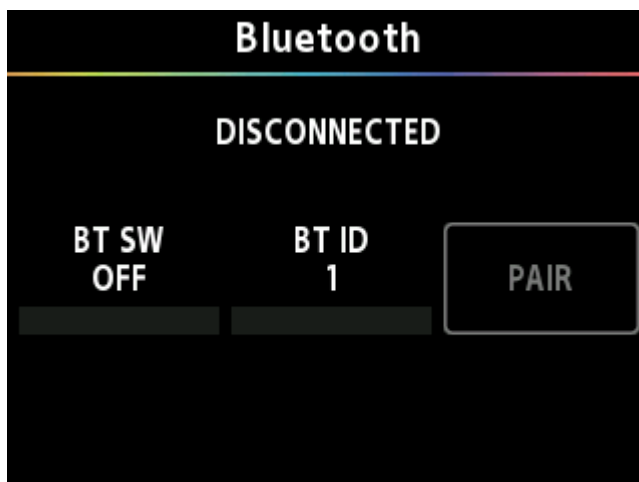 Bluetooth
DISCONNECTED
BT SW
OFF
BT ID
1
PAIR